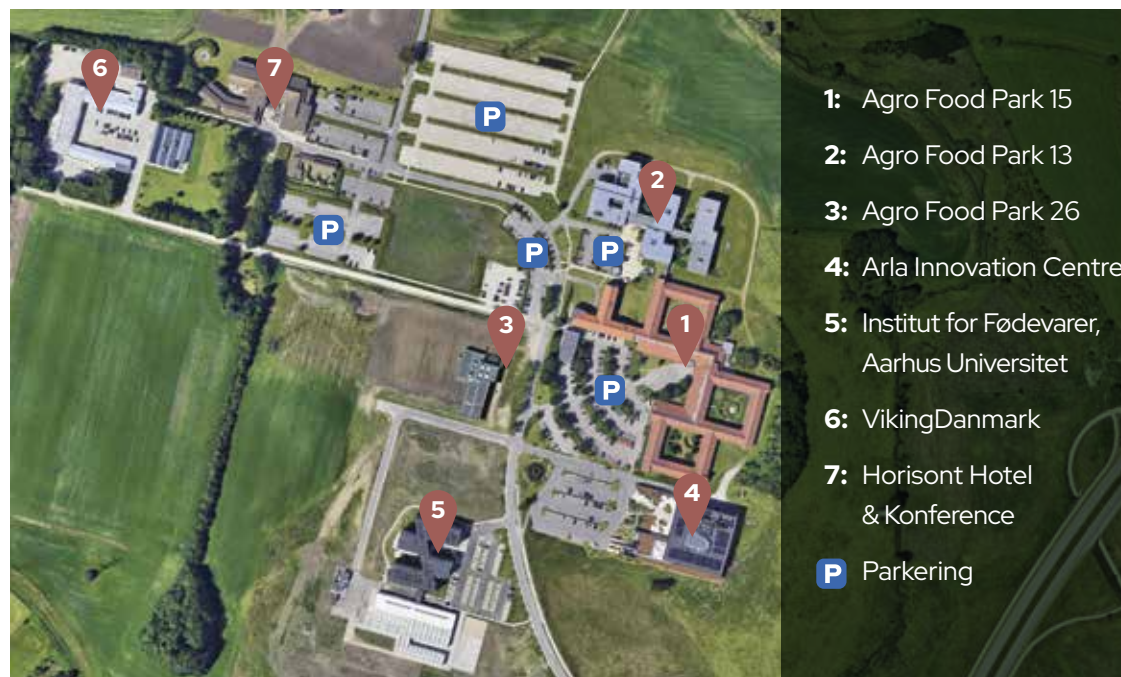 6
7
P
2
P
P
P
3
1
P
5
4
1: Agro Food Park 15
2: Agro Food Park 13
3: Agro Food Park 26
4: Arla Innovation Centre
5: Institut for Fødevarer,
Aarhus Universitet
6: VikingDanmark
7: Horisont Hotel
& Konference
P Parkering